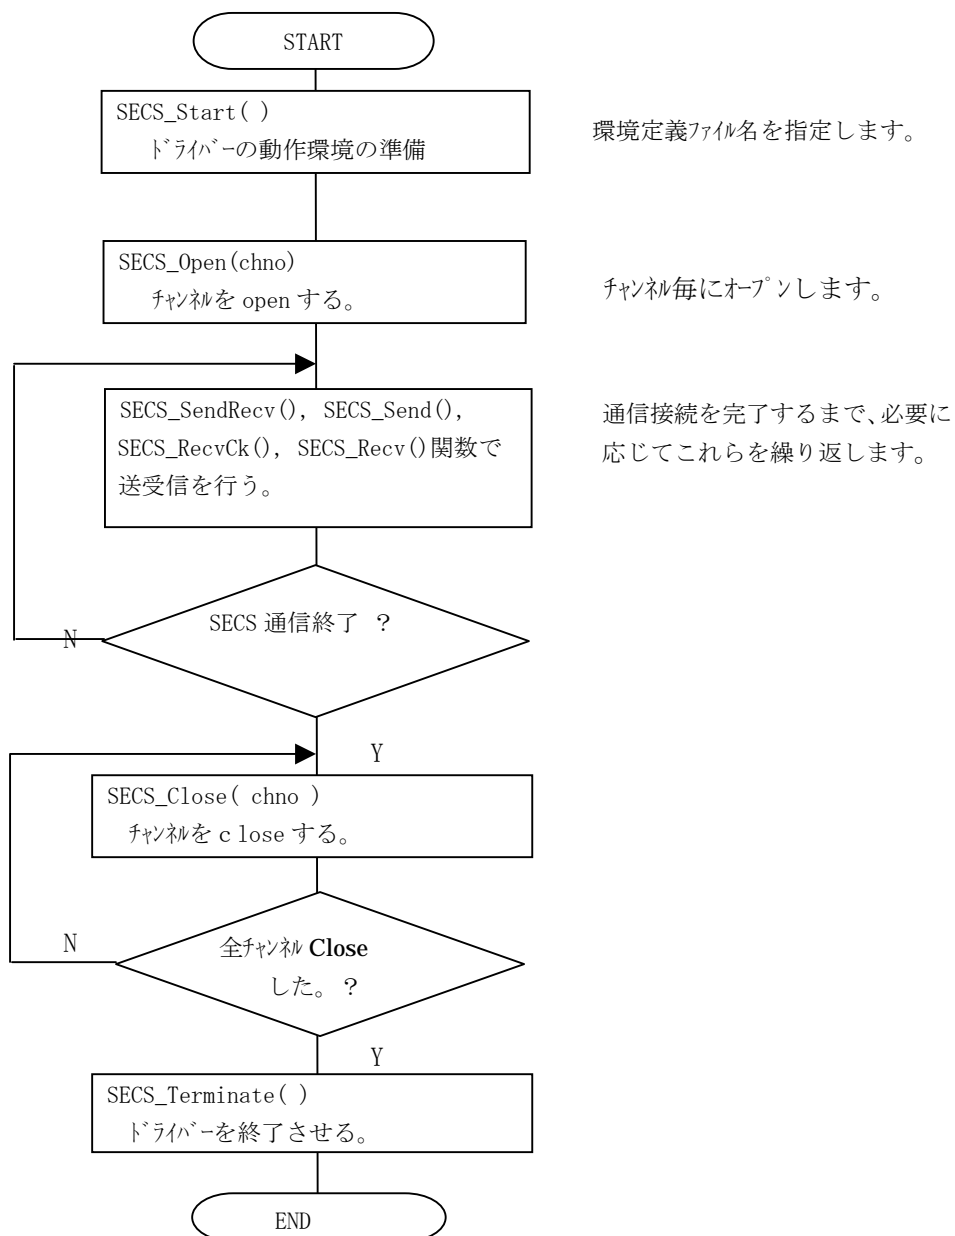 START
SECS_Start( )
ﾄﾞﾗｲﾊﾞｰの動作環境の準備
環境定義ﾌｧｲﾙ名を指定します。
SECS_Open(chno)
ﾁｬﾝﾈﾙを open する。
ﾁｬﾝﾈﾙ毎にｵｰﾌﾟﾝします。
SECS_SendRecv(), SECS_Send(),
SECS_RecvCk(), SECS_Recv()関数で
送受信を行う。
通信接続を完了するまで、必要に
応じてこれらを繰り返します。
SECS 通信終了 ？
N
Y
SECS_Close( chno )
ﾁｬﾝﾈﾙをｃlose する。
N
全ﾁｬﾝﾈﾙ Close
した。？
Y
SECS_Terminate( )
ﾄﾞﾗｲﾊﾞｰを終了させる。
END